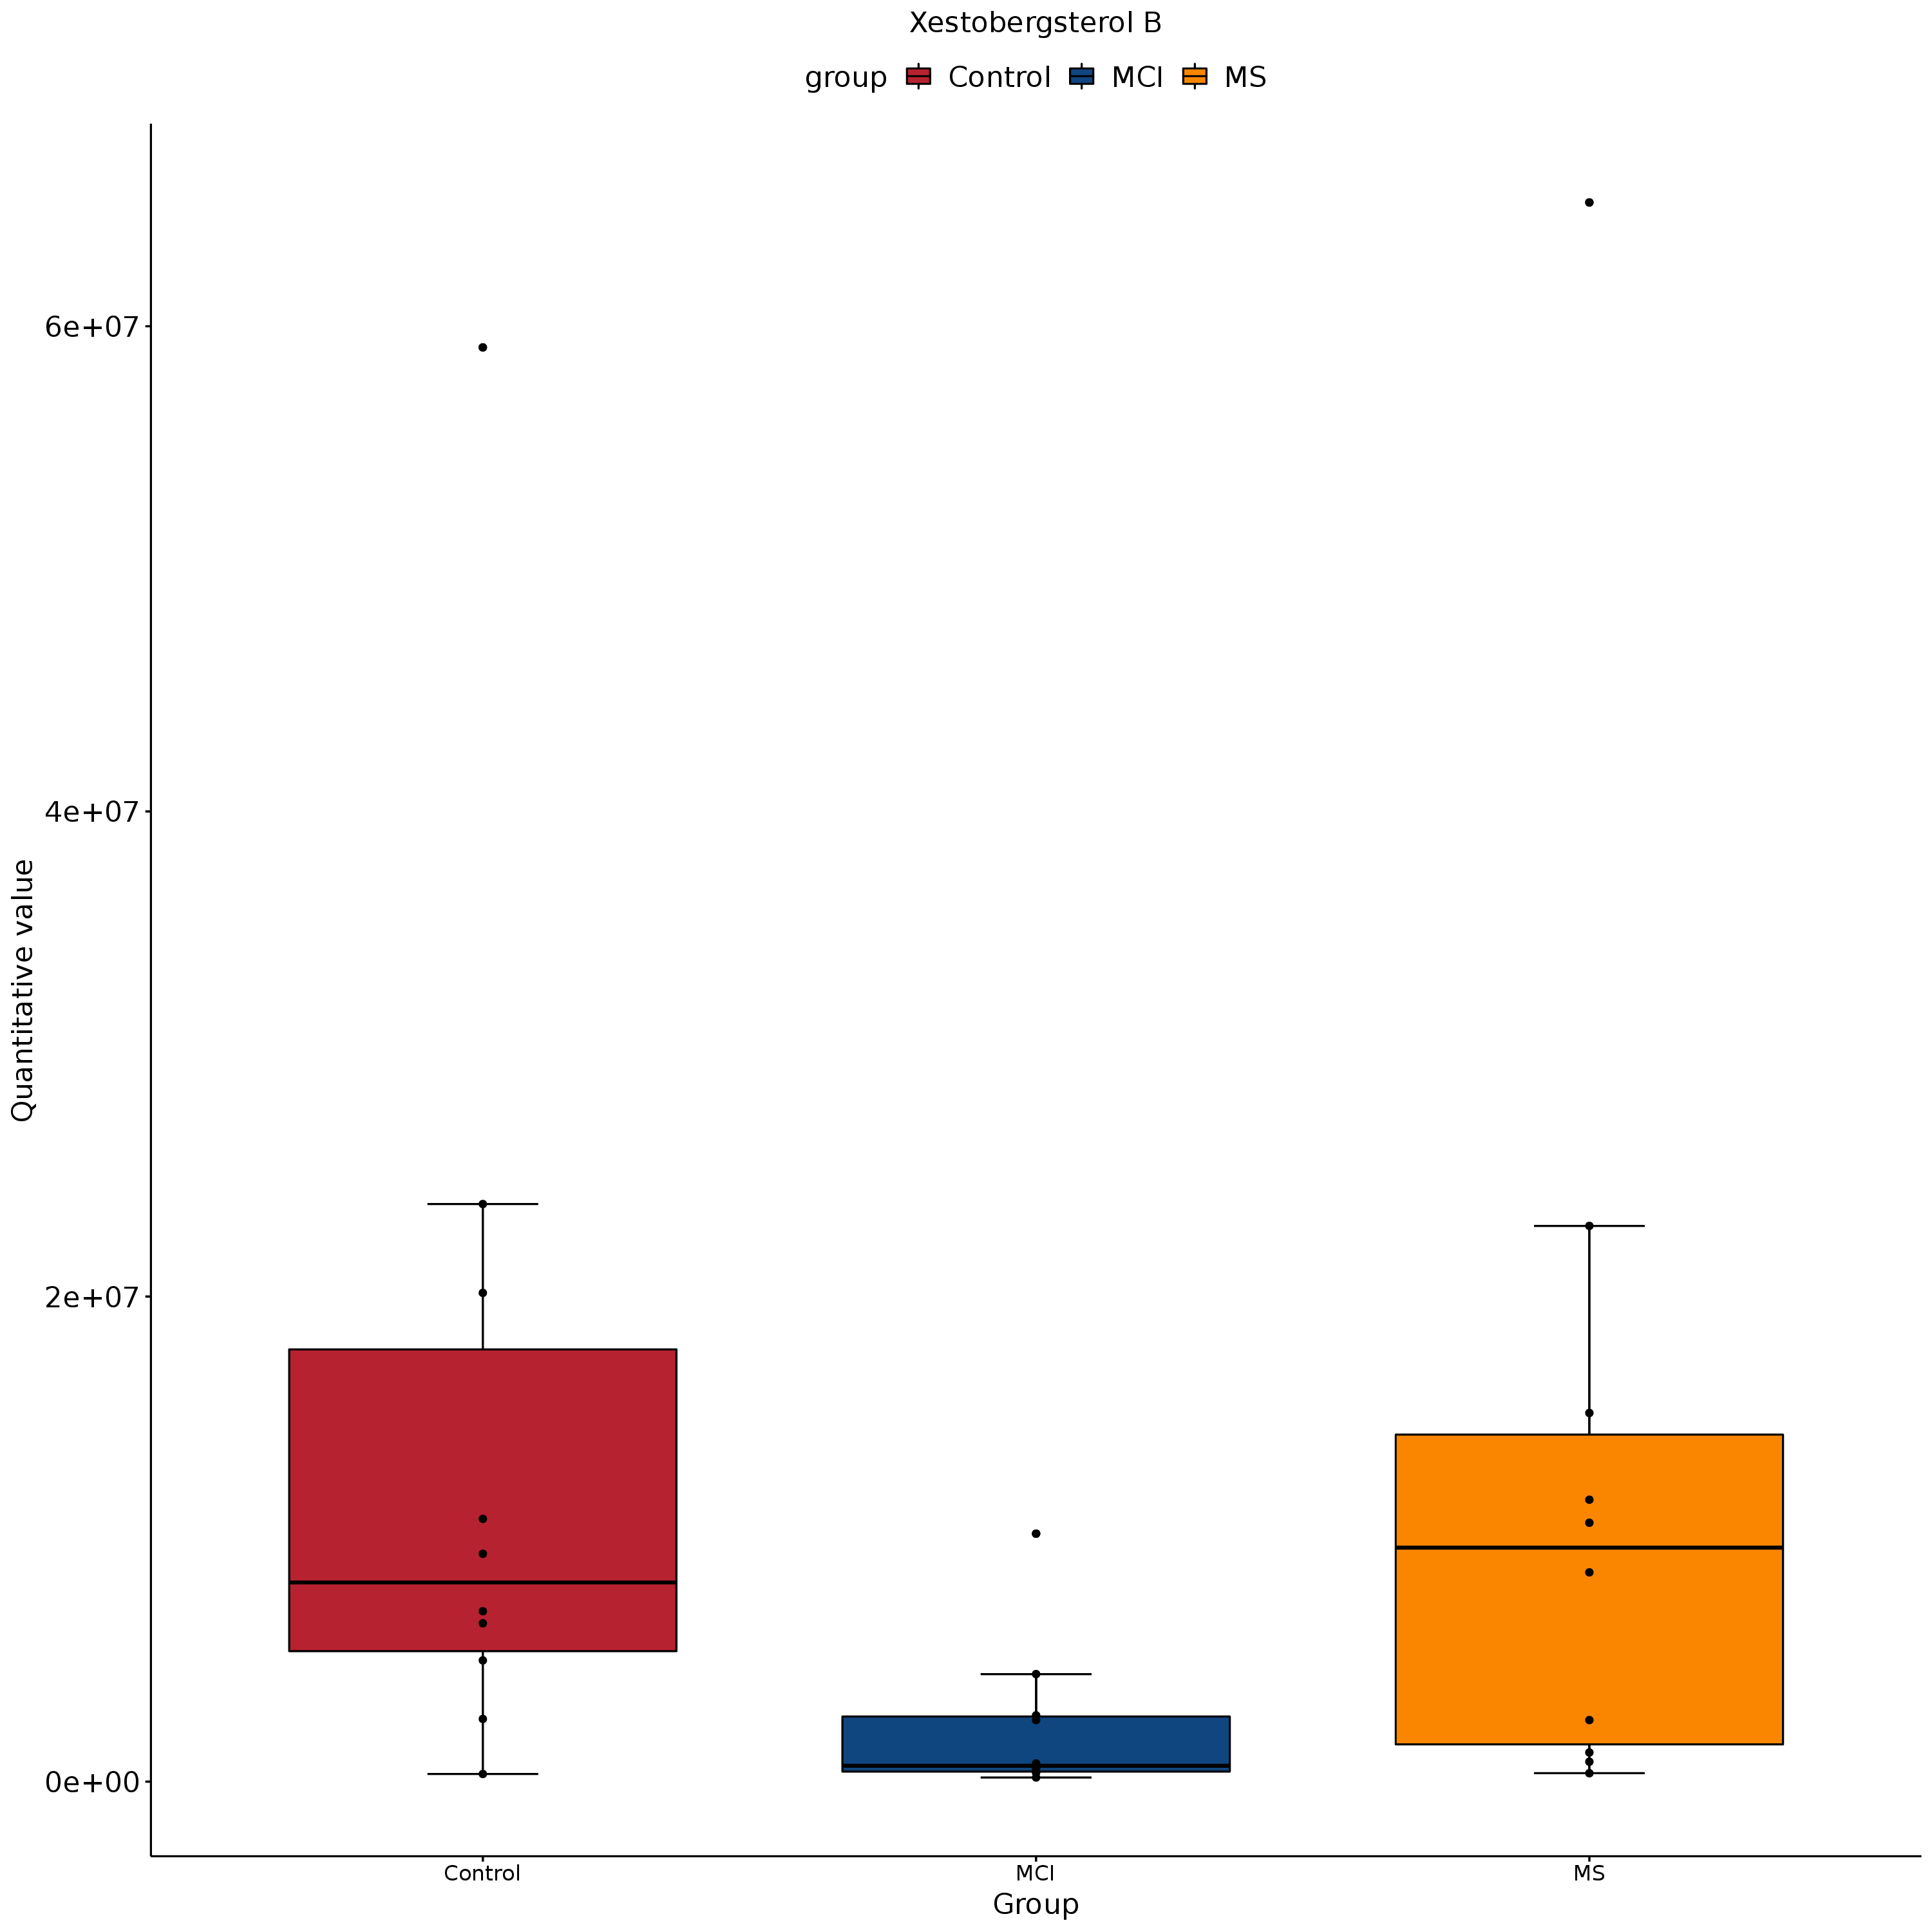 Xestobergsterol B
group Control MCI MS
Quantitative value
6e+07
4e+07
2e+07
0e+00
Control MCI MS
Group